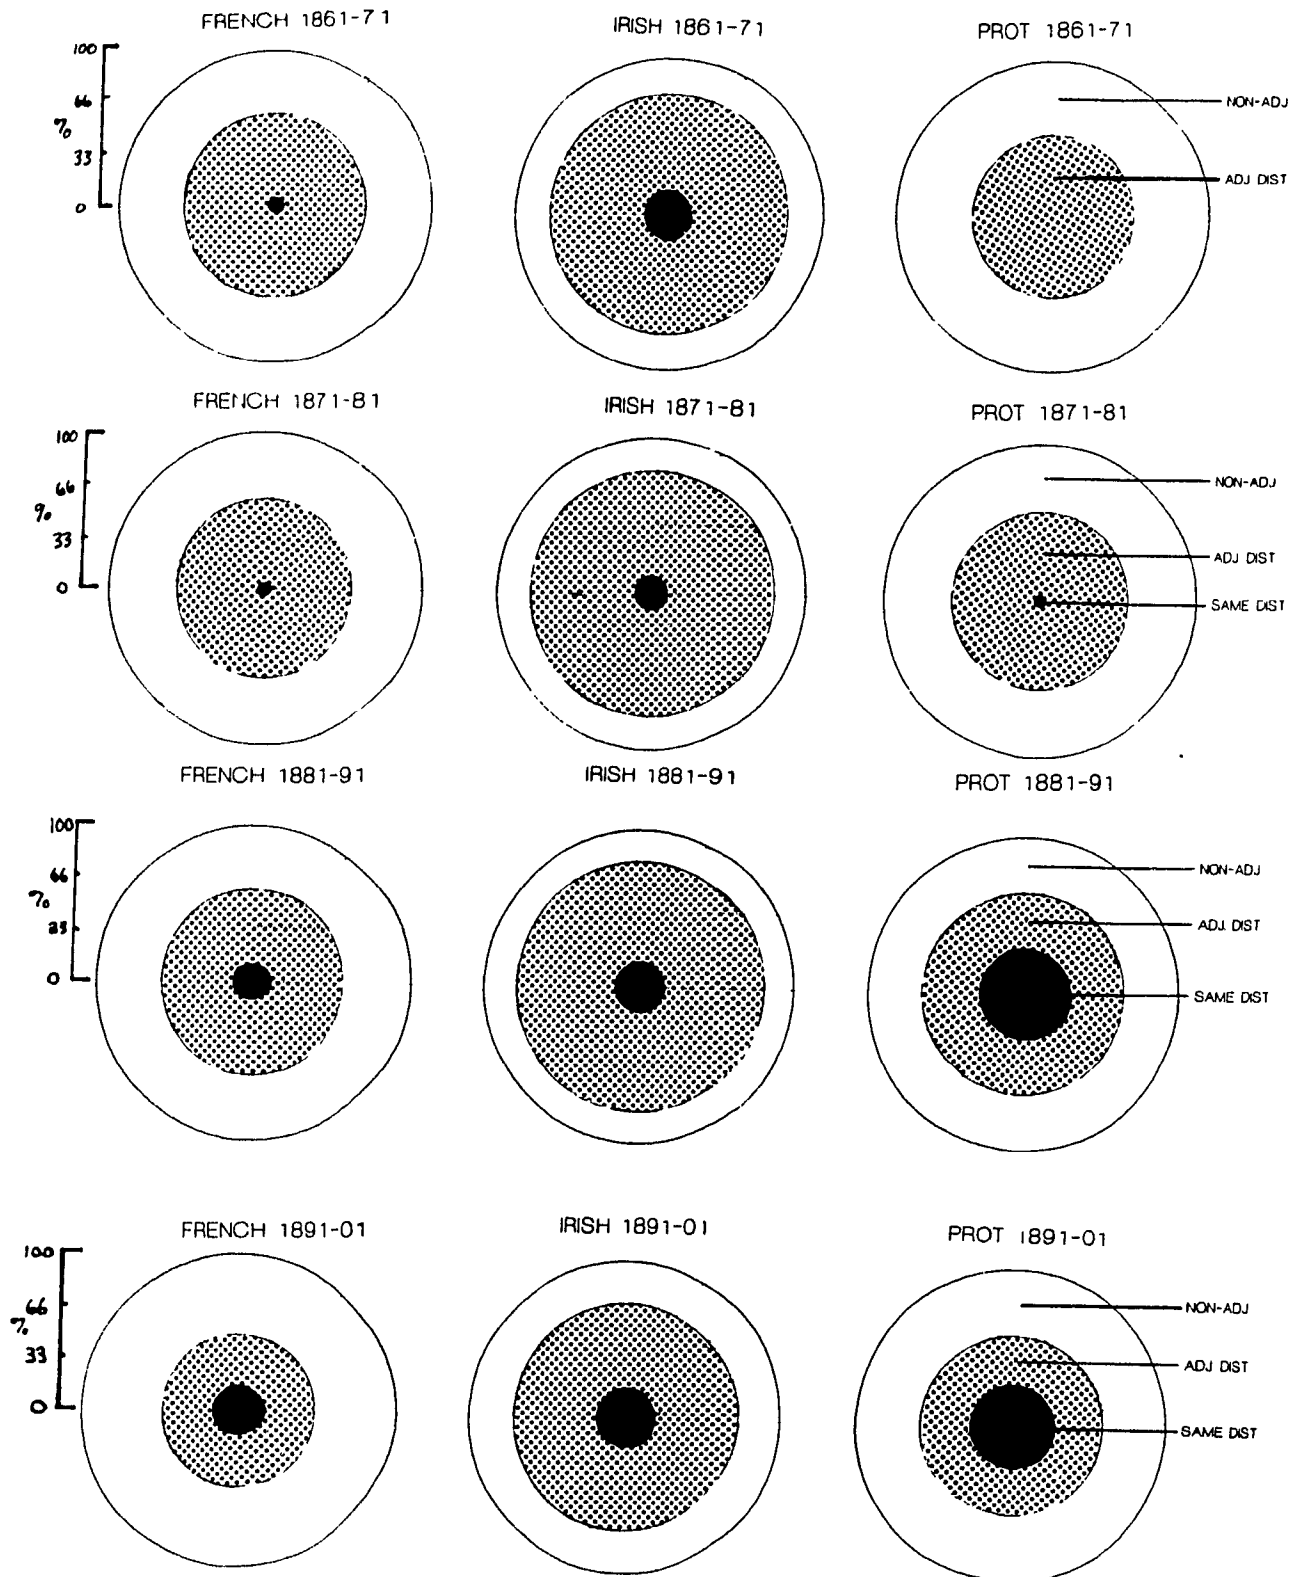 FRENCH 1861-71
IRISH 1861-71
PROT 1861-71
100
66
%
33
0
NON-ADJ
ADJ DIST
FRENCH 1871-81
IRISH 1871-81
PROT 1871-81
100
66
%
33
0
NON-ADJ
ADJ DIST
SAME DIST
FRENCH 1881-91
IRISH 1881-91
PROT 1881-91
100
66
%
33
0
NON-ADJ
ADJ. DIST
SAME DIST
FRENCH 1891-01
IRISH 1891-01
PROT 1891-01
100
66
%
33
0
NON-ADJ
ADJ DIST
SAME DIST